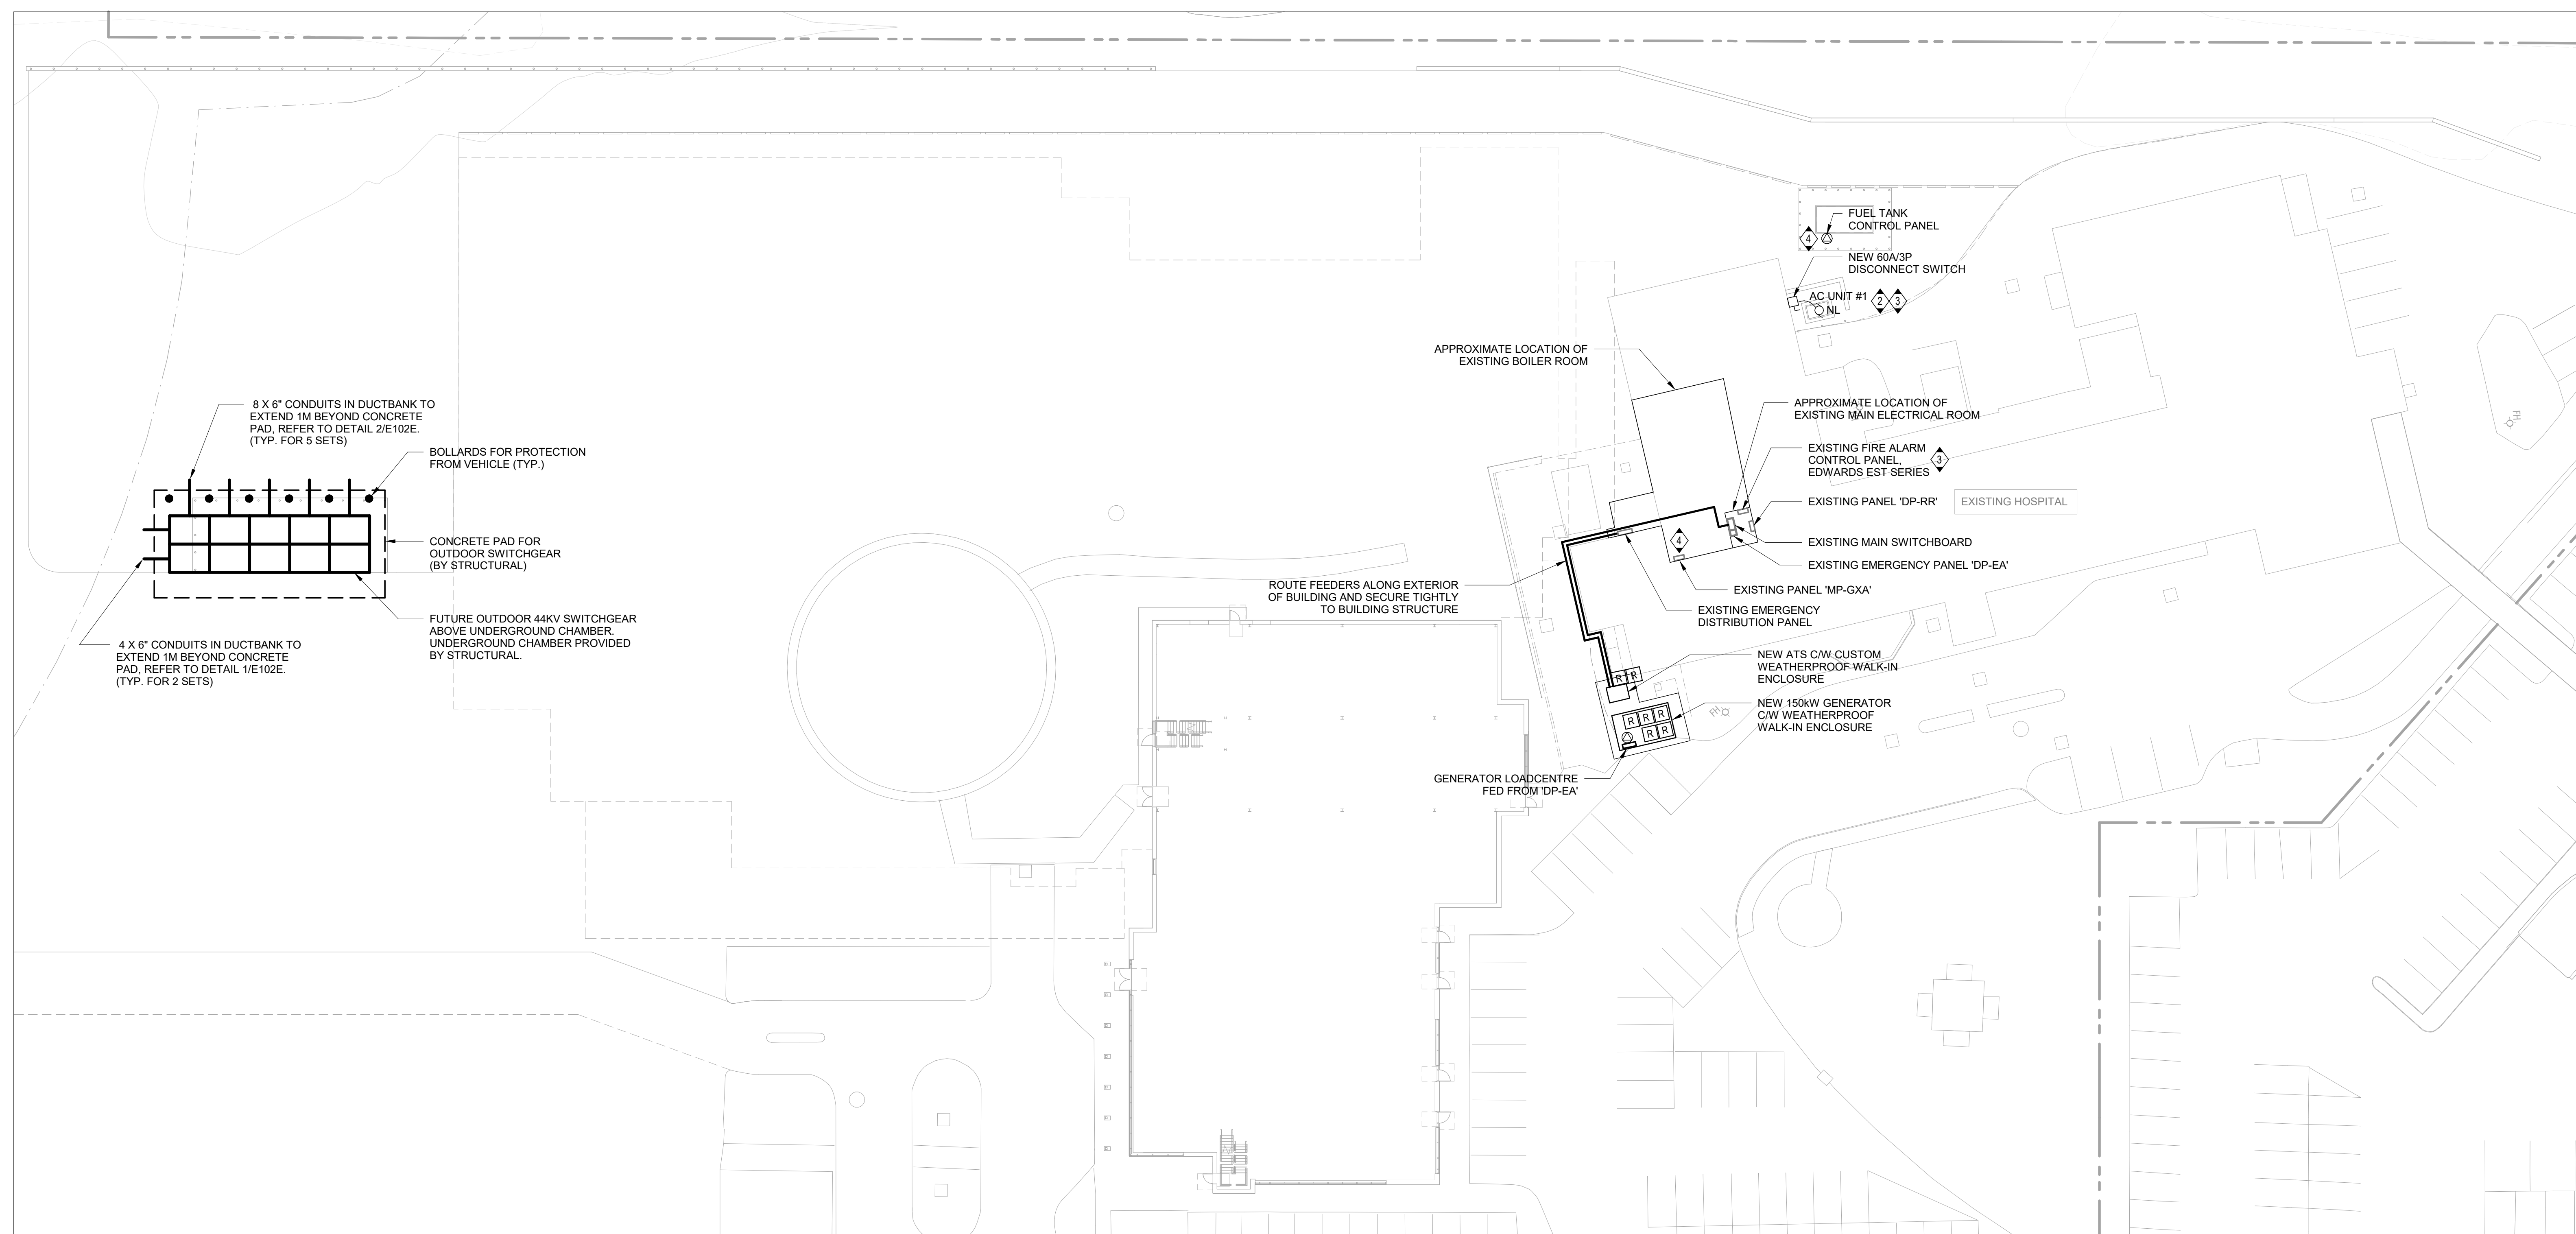 FUEL TANK
CONTROL PANEL
4
NEW 60A/3P
DISCONNECT SWITCH
AC UNIT #1
2
3
NL
APPROXIMATE LOCATION OF
EXISTING BOILER ROOM
APPROXIMATE LOCATION OF
EXISTING MAIN ELECTRICAL ROOM
8 X 6" CONDUITS IN DUCTBANK TO
EXTEND 1M BEYOND CONCRETE
PAD, REFER TO DETAIL 2/E102E.
(TYP. FOR 5 SETS)
BOLLARDS FOR PROTECTION
FROM VEHICLE (TYP.)
EXISTING FIRE ALARM
CONTROL PANEL,
EDWARDS EST SERIES
3
FH
EXISTING PANEL 'DP-RR'
EXISTING HOSPITAL
CONCRETE PAD FOR
OUTDOOR SWITCHGEAR
(BY STRUCTURAL)
4
EXISTING MAIN SWITCHBOARD
EXISTING EMERGENCY PANEL 'DP-EA'
ROUTE FEEDERS ALONG EXTERIOR
OF BUILDING AND SECURE TIGHTLY
TO BUILDING STRUCTURE
EXISTING PANEL 'MP-GXA'
EXISTING EMERGENCY
DISTRIBUTION PANEL
FUTURE OUTDOOR 44KV SWITCHGEAR
ABOVE UNDERGROUND CHAMBER.
UNDERGROUND CHAMBER PROVIDED
BY STRUCTURAL.
4 X 6" CONDUITS IN DUCTBANK TO
EXTEND 1M BEYOND CONCRETE
PAD, REFER TO DETAIL 1/E102E.
(TYP. FOR 2 SETS)
NEW ATS C/W CUSTOM
WEATHERPROOF WALK-IN
ENCLOSURE
R R
NEW 150kW GENERATOR
C/W WEATHERPROOF
WALK-IN ENCLOSURE
FH
R R R
R R
GENERATOR LOADCENTRE
FED FROM 'DP-EA'